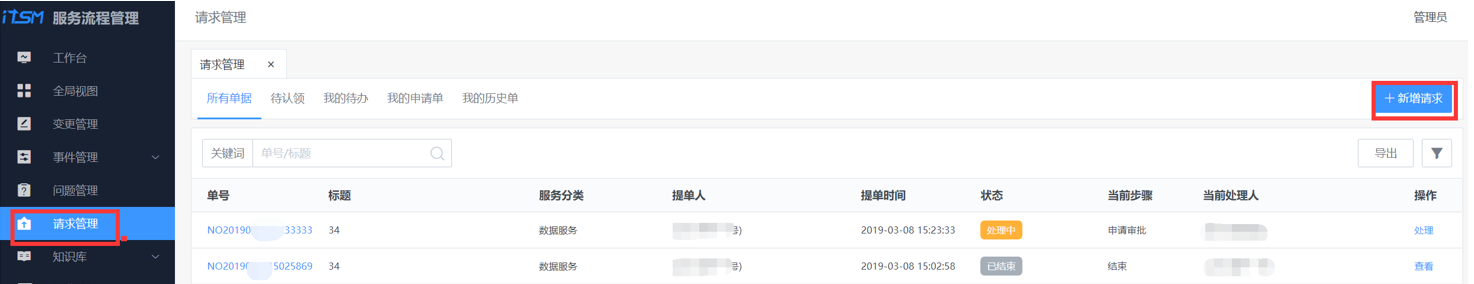 iTSM 服务流程管理
请求管理
管理员
工作台
全局视图
变更管理
事件管理
问题管理
请求管理
知识库
请求管理 ×
所有单据 待认领 我的待办 我的申请单 我的历史单
+ 新增请求
关键词 单号/标题
导出
单号 标题 服务分类 提单人 提单时间 状态 当前步骤 当前处理人 操作
NO20190 33333 34 数据服务 号) 2019-03-08 15:23:33 处理中 申请审批 处理
NO20190 5025869 34 数据服务 号) 2019-03-08 15:02:58 已结束 结束 查看